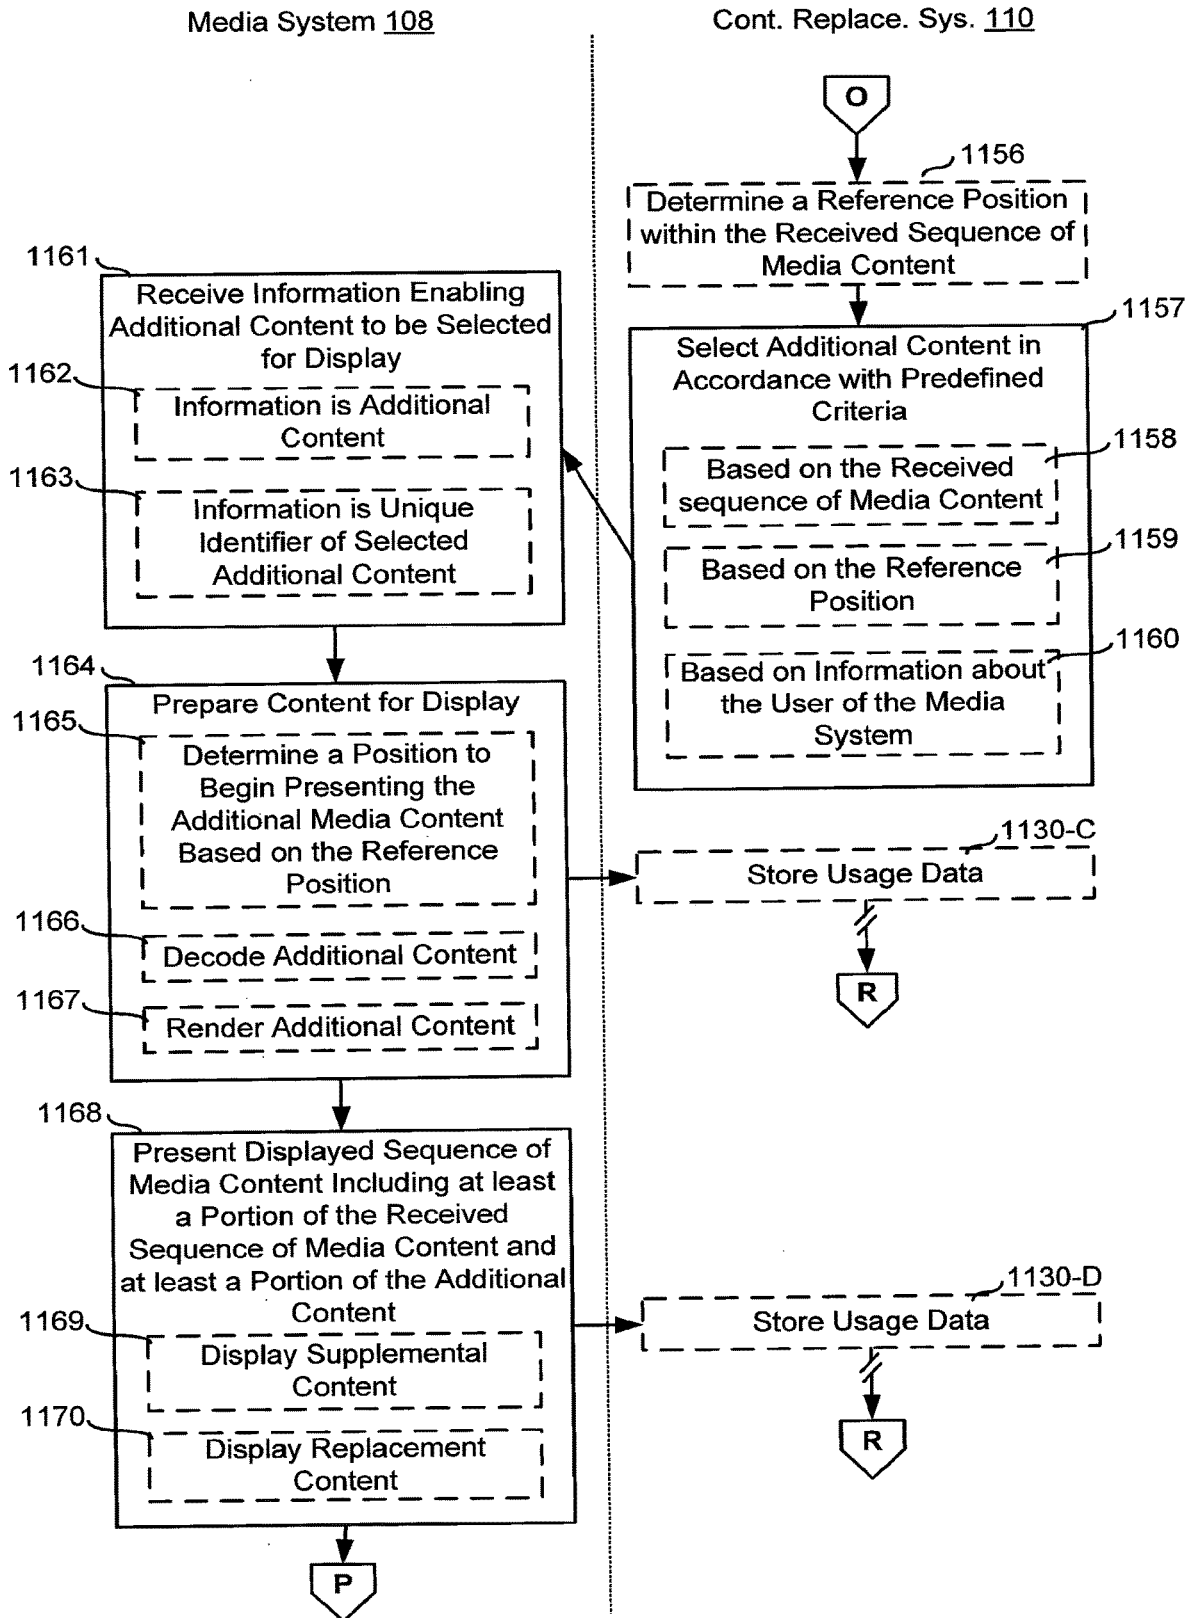 Media System 108
Cont. Replace. Sys. 110
O
1156
Determine a Reference Position
within the Received Sequence of
Media Content
1157
Select Additional Content in
Accordance with Predefined
Criteria
1158
Based on the Received
sequence of Media Content
1159
Based on the Reference
Position
1160
Based on Information about
the User of the Media
System
1161
Receive Information Enabling
Additional Content to be Selected
for Display
1162
Information is Additional
Content
1163
Information is Unique
Identifier of Selected
Additional Content
1164
Prepare Content for Display
1165
Determine a Position to
Begin Presenting the
Additional Media Content
Based on the Reference
Position
1166
Decode Additional Content
1167
Render Additional Content
1130-C
Store Usage Data
R
1168
Present Displayed Sequence of
Media Content Including at least
a Portion of the Received
Sequence of Media Content and
at least a Portion of the Additional
Content
1169
Display Supplemental
Content
1170
Display Replacement
Content
1130-D
Store Usage Data
R
P